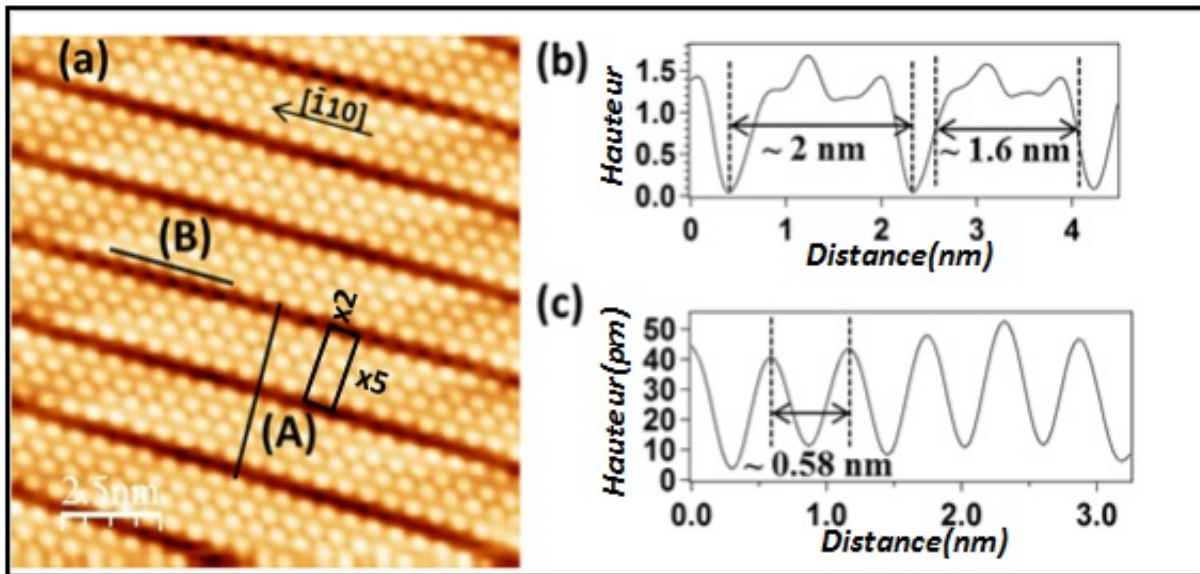 (a)
[1̄10]
(B)
x2
x5
(A)
2.5nm
(b)
Hauteur
1.5
1.0
0.5
0.0
~ 2 nm
~ 1.6 nm
0 1 2 3 4
Distance(nm)
(c)
Hauteur(pm)
50
40
30
20
10
0
~ 0.58 nm
0.0 1.0 2.0 3.0
Distance(nm)